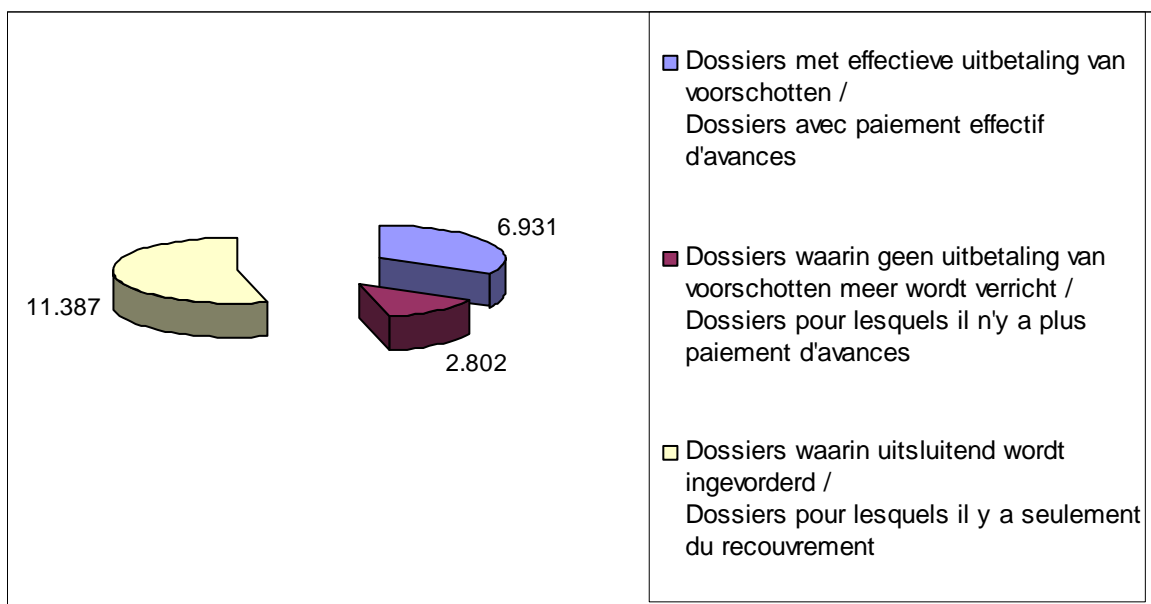 6.931
11.387
2.802
Dossiers met effectieve uitbetaling van
voorschotten /
Dossiers avec paiement effectif
d'avances
Dossiers waarin geen uitbetaling van
voorschotten meer wordt verricht /
Dossiers pour lesquels il n'y a plus
paiement d'avances
Dossiers waarin uitsluitend wordt
ingevorderd /
Dossiers pour lesquels il y a seulement
du recouvrement